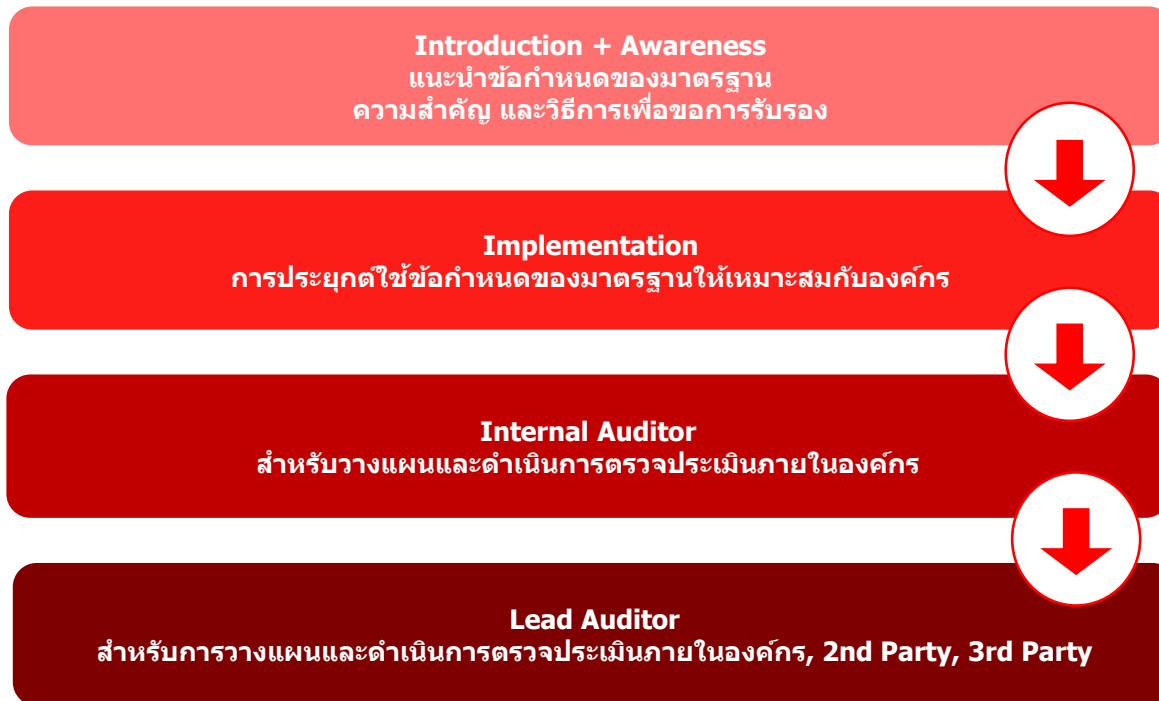 Introduction + Awareness
แนะนำข้อกำหนดของมาตรฐาน
ความสำคัญ และวิธีการเพื่อขอการรับรอง
Implementation
การประยุกต์ใช้ข้อกำหนดของมาตรฐานให้เหมาะสมกับองค์กร
Internal Auditor
สำหรับวางแผนและดำเนินการตรวจประเมินภายในองค์กร
Lead Auditor
สำหรับการวางแผนและดำเนินการตรวจประเมินภายในองค์กร, 2nd Party, 3rd Party